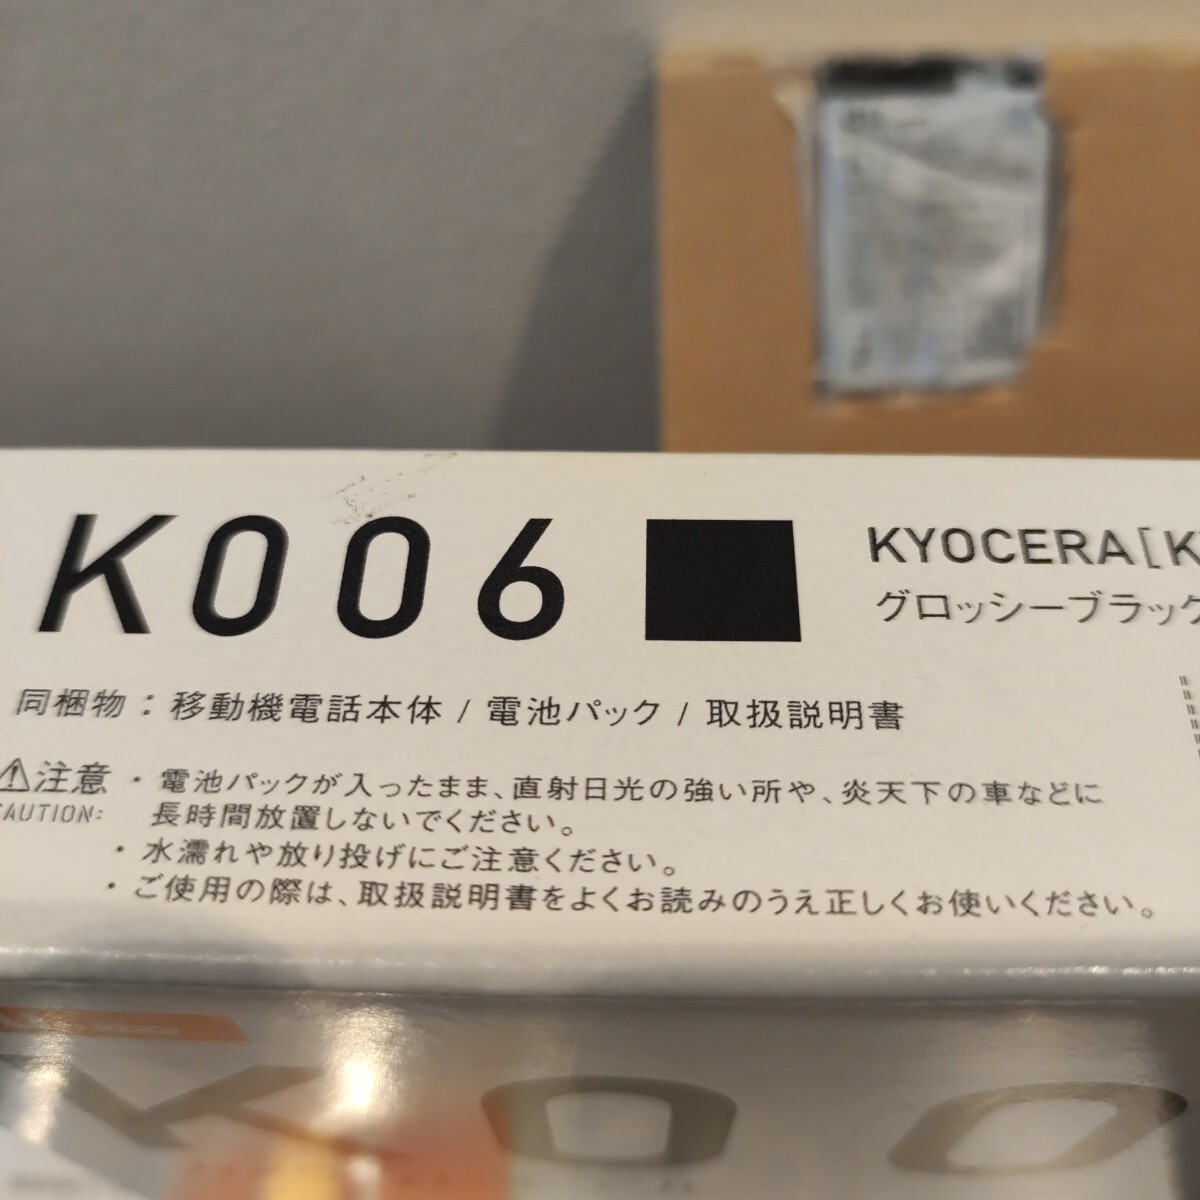 K006 ■ KYOCERA[K
グロッシーブラック
同梱物：移動機電話本体 / 電池パック / 取扱説明書
⚠注意 ・電池パックが入ったまま、直射日光の強い所や、炎天下の車などに
CAUTION: 長時間放置しないでください。
・水濡れや放り投げにご注意ください。
・ご使用の際は、取扱説明書をよくお読みのうえ正しくお使いください。
K00